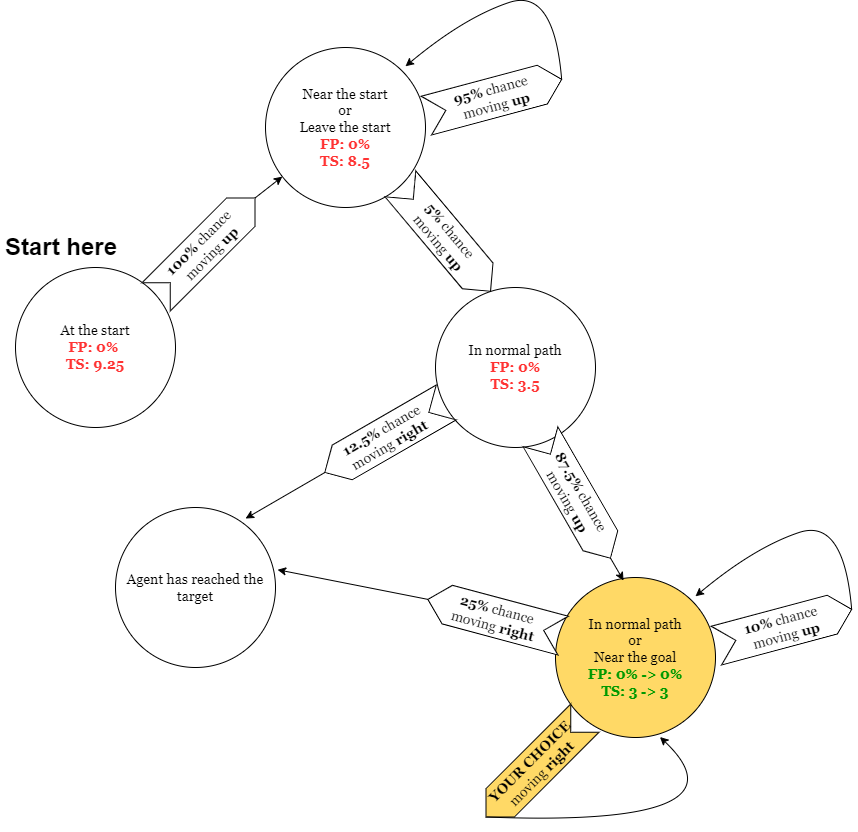 Near the start
or
Leave the start
FP: 0%
TS: 8.5
95% chance
moving up
100% chance
moving up
5% chance
moving up
Start here
At the start
FP: 0%
TS: 9.25
In normal path
FP: 0%
TS: 3.5
12.5% chance
moving right
87.5% chance
moving up
Agent has reached the
target
25% chance
moving right
In normal path
or
Near the goal
FP: 0% -> 0%
TS: 3 -> 3
10% chance
moving up
YOUR CHOICE
moving right